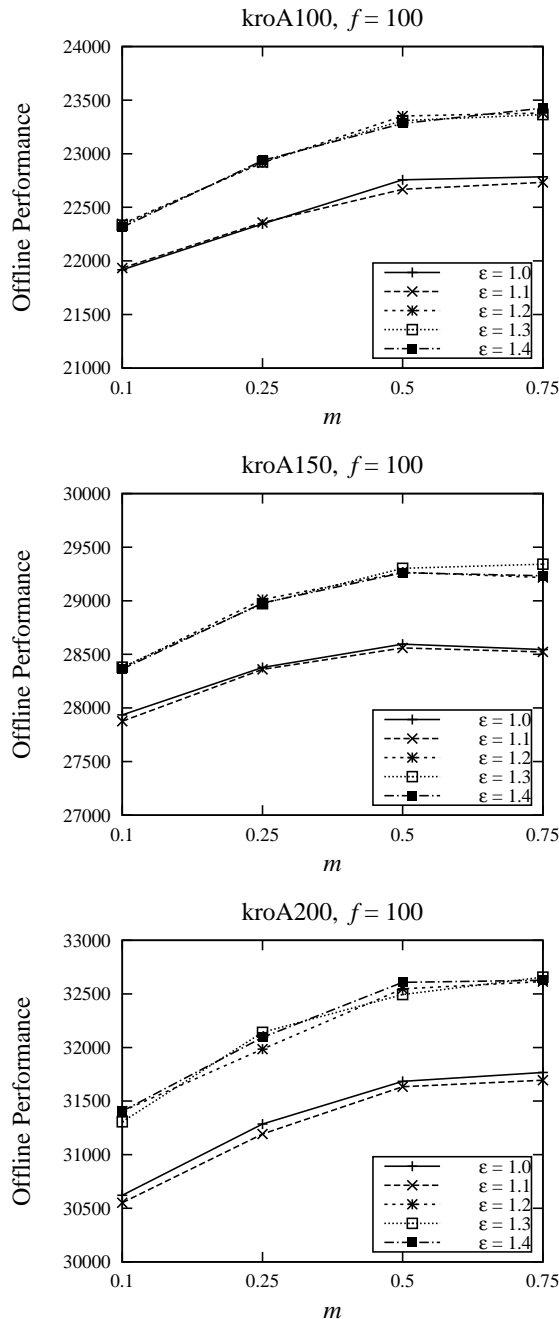 kroA100, f = 100
24000
23500
23000
22500
22000
21500
21000
Offline Performance
ε = 1.0
ε = 1.1
ε = 1.2
ε = 1.3
ε = 1.4
0.1 0.25 0.5 0.75
m
kroA150, f = 100
30000
29500
29000
28500
28000
27500
27000
Offline Performance
ε = 1.0
ε = 1.1
ε = 1.2
ε = 1.3
ε = 1.4
0.1 0.25 0.5 0.75
m
kroA200, f = 100
33000
32500
32000
31500
31000
30500
30000
Offline Performance
ε = 1.0
ε = 1.1
ε = 1.2
ε = 1.3
ε = 1.4
0.1 0.25 0.5 0.75
m